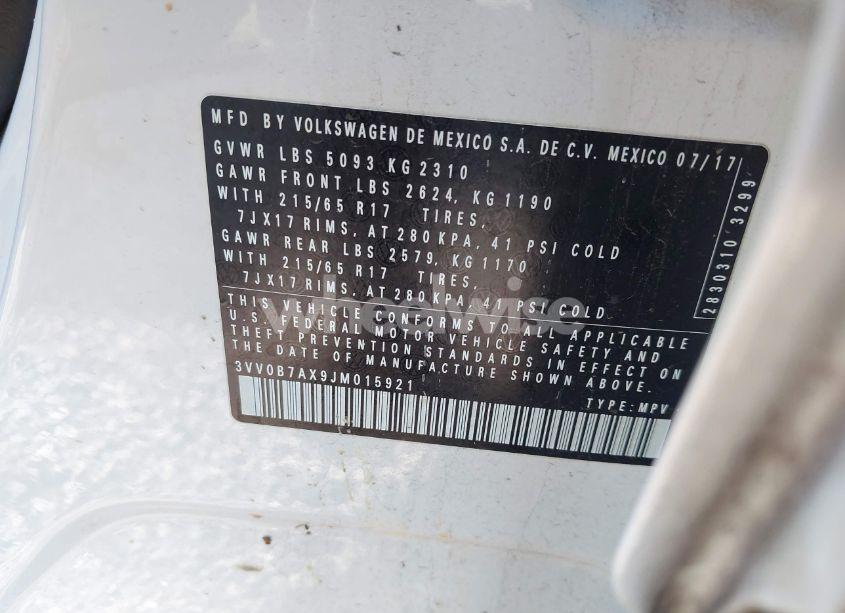 MFD BY VOLKSWAGEN DE MEXICO S.A. DE C.V. MEXICO 07/17
GVWR LBS 5093 KG 2310
GAWR FRONT LBS 2624, KG 1190
WITH 215/65 R17 TIRES,
7JX17 RIMS, AT 280 KPA, 41 PSI COLD
GAWR REAR LBS 2579, KG 1170
WITH 215/65 R17 TIRES,
7JX17 RIMS, AT 280 KPA, 41 PSI COLD
THIS VEHICLE CONFORMS TO ALL APPLICABLE
U.S. FEDERAL MOTOR VEHICLE SAFETY AND
THEFT PREVENTION STANDARDS IN EFFECT ON
THE DATE OF MANUFACTURE SHOWN ABOVE.
3VV0B7AX9JM015921
TYPE: MPV
2830310 3299
wheelwise